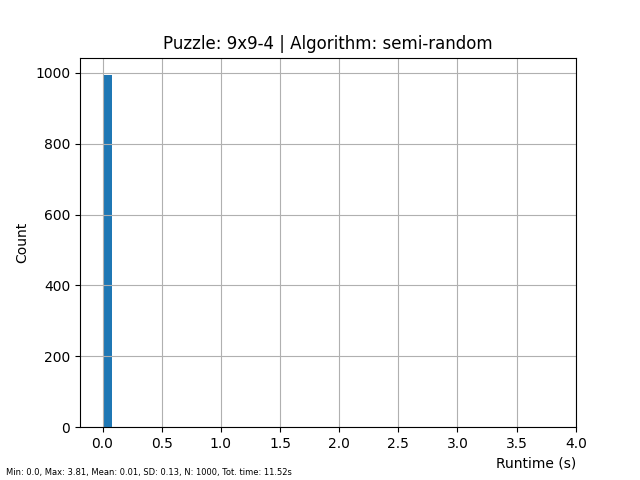 Puzzle: 9x9-4 | Algorithm: semi-random
1000
800
600
400
200
0
Count
0.0 0.5 1.0 1.5 2.0 2.5 3.0 3.5 4.0
Runtime (s)
Min: 0.0, Max: 3.81, Mean: 0.01, SD: 0.13, N: 1000, Tot. time: 11.52s